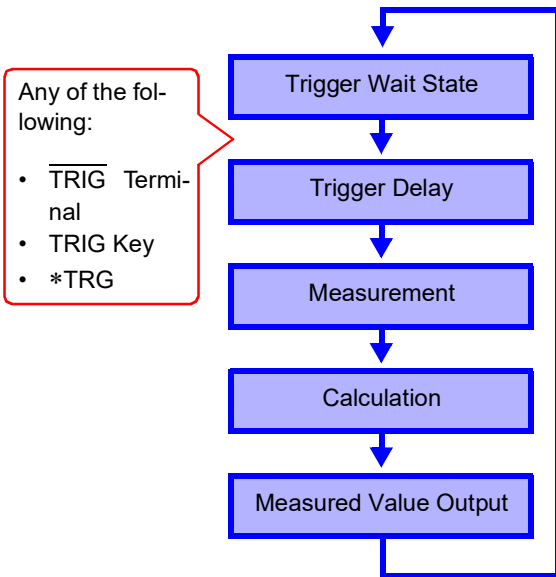 Trigger Wait State
Any of the fol-
lowing:
• TRIG Termi-
nal
• TRIG Key
• *TRG
Trigger Delay
Measurement
Calculation
Measured Value Output